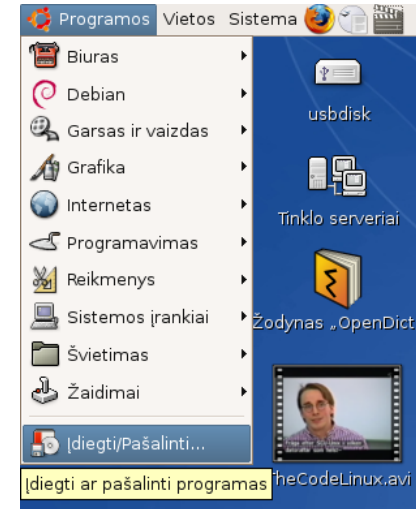 Programos Vietos Sistema
Biuras
Debian
Garsas ir vaizdas
Grafika
Internetas
Programavimas
Reikmenys
Sistemos įrankiai
Švietimas
Žaidimai
Įdiegti/Pašalinti...
Įdiegti ar pašalinti programas
usbdisk
Tinklo serveriai
Žodynas „OpenDict
heCodeLinux.avi